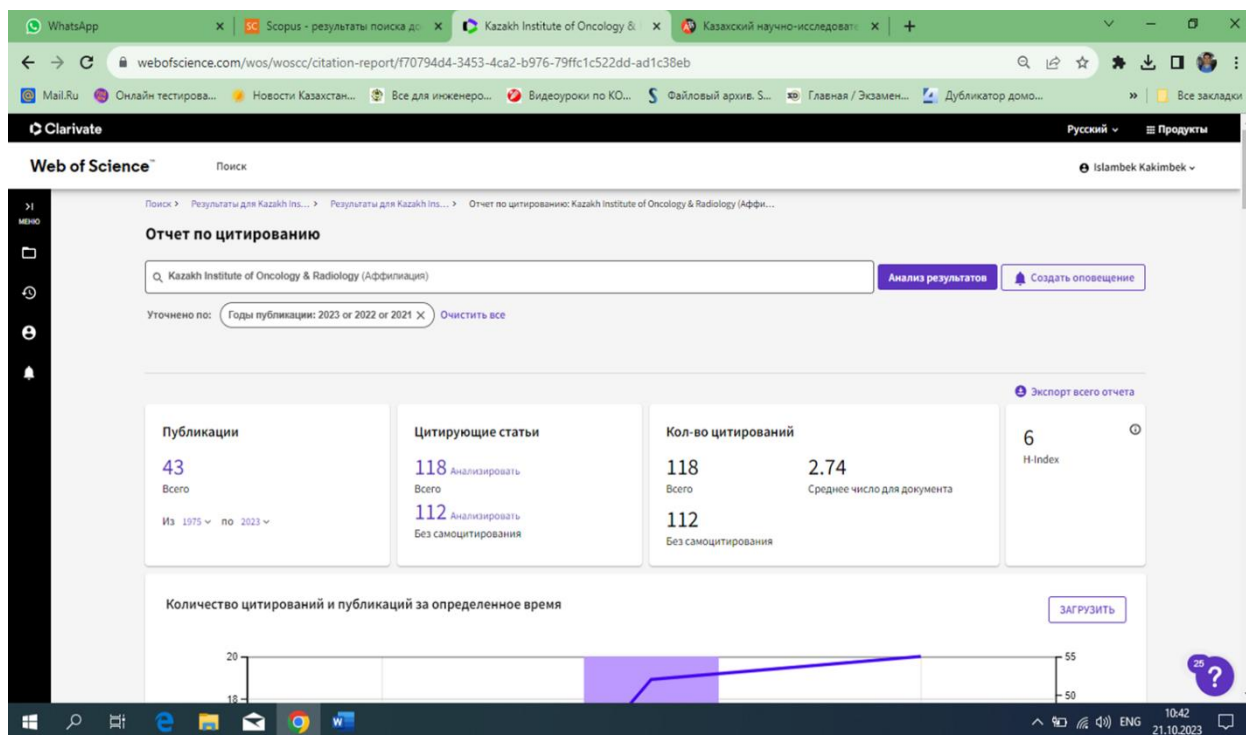 WhatsApp
Scopus - результаты поиска до
Kazakh Institute of Oncology &
Казахский научно-исследовате
webofscience.com/wos/woscc/citation-report/f70794d4-3453-4ca2-b976-79ffc1c522dd-ad1c38eb
Mail.Ru
Онлайн тестирова...
Новости Казахстан...
Все для инженеро...
Видеоуроки по КО...
Файловый архив. S...
Главная / Экзамен...
Дубликатор домо...
»
Все закладки
Clarivate
Русский
Продукты
Web of Science™
Поиск
Islambek Kakimbek
МЕНЮ
Поиск > Результаты для Kazakh Ins... > Результаты для Kazakh Ins... > Отчет по цитированию: Kazakh Institute of Oncology & Radiology (Аффи...
Отчет по цитированию
Kazakh Institute of Oncology & Radiology (Аффилиация)
Анализ результатов
Создать оповещение
Уточнено по: Годы публикации: 2023 or 2022 or 2021 × Очистить все
Экспорт всего отчета
Публикации
43
Всего
Из 1975 по 2023
Цитирующие статьи
118 Анализировать
Всего
112 Анализировать
Без самоцитирования
Кол-во цитирований
118
Всего
2.74
Среднее число для документа
112
Без самоцитирования
6
H-Index
Количество цитирований и публикаций за определенное время
ЗАГРУЗИТЬ
20
55
18
50
25
?
ENG
10:42
21.10.2023